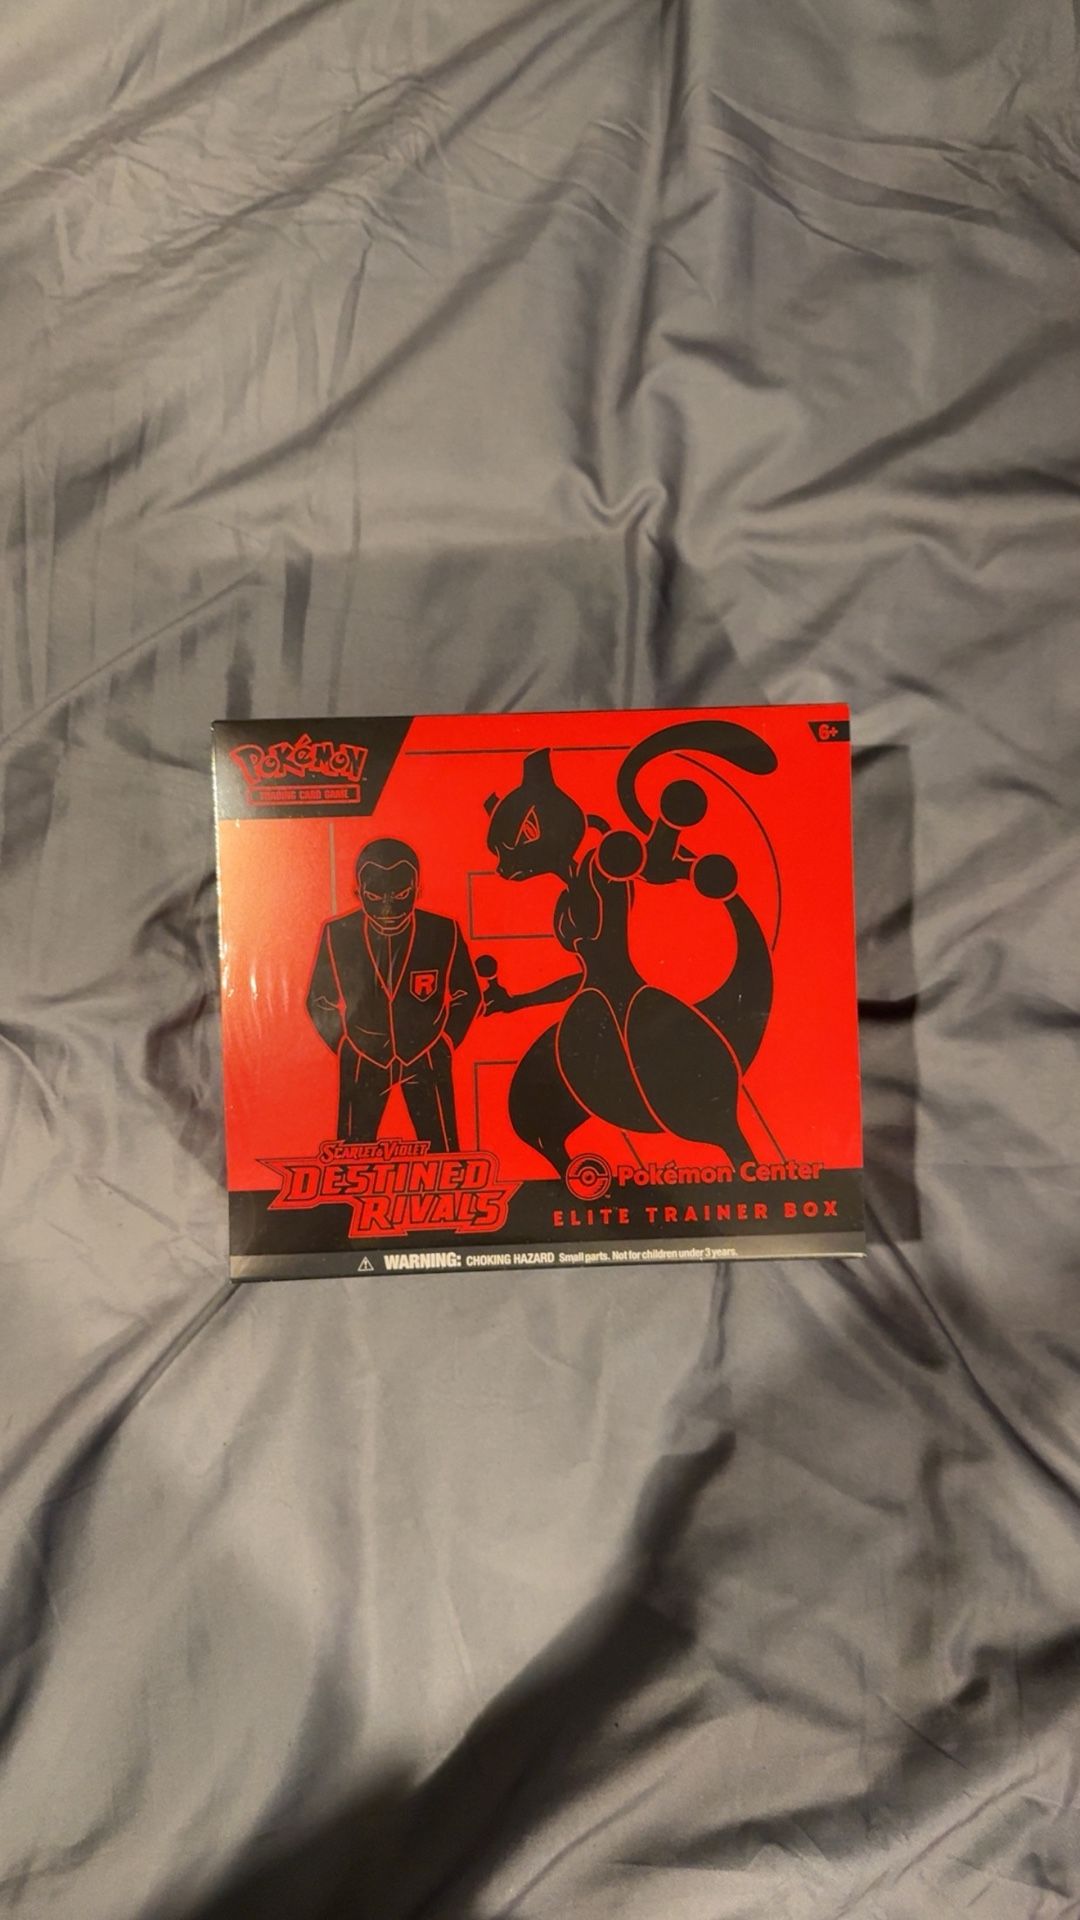 POKéMON
TRADING CARD GAME
6+
R
SCARLET & VIOLET
DESTINED
RIVALS
Pokémon Center
ELITE TRAINER BOX
WARNING: CHOKING HAZARD Small parts. Not for children under 3 years.